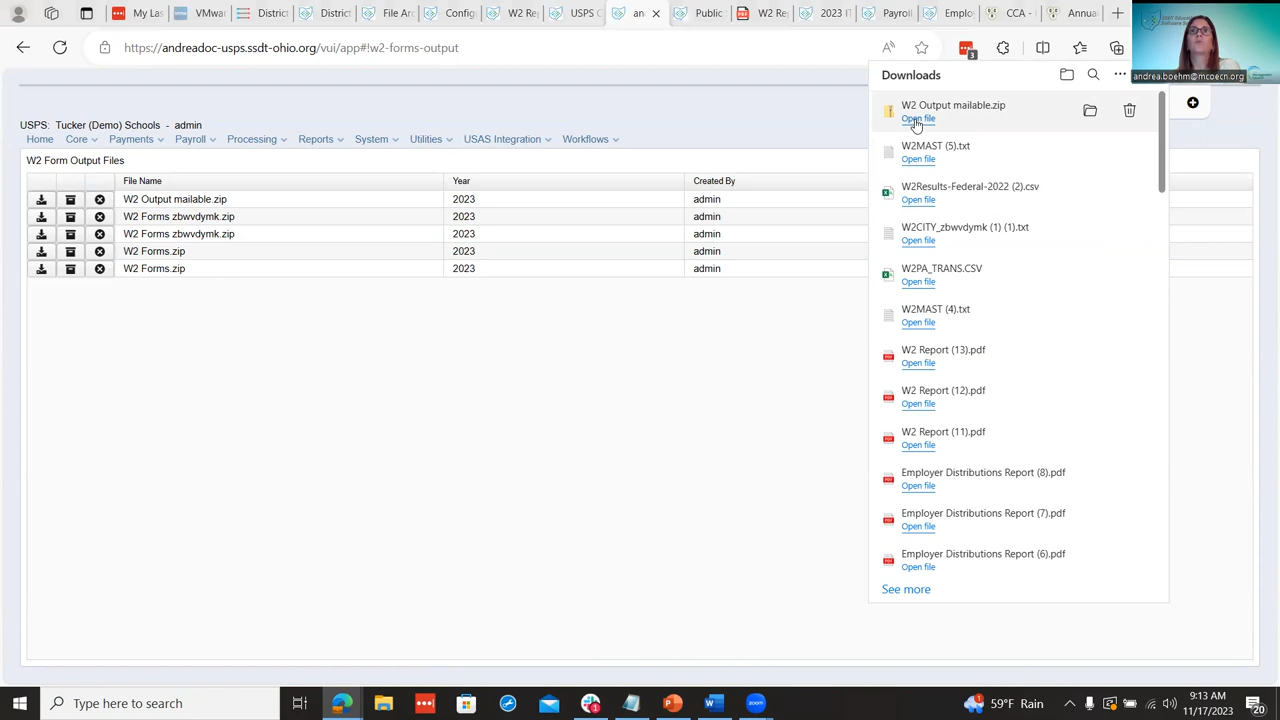 My Las
VMwar
District
District
Pre An
USPS
W2 Re
USPS C
Public
W2 Re
2023 I
Payroll
Emplo
CCA -
Annua
https://andreadoc-usps.ssdt-ohio.org/vui/app#!w2-forms-output
3
andrea.boehm@mcoecn.org
Downloads
W2 Output mailable.zip
Open file
W2MAST (5).txt
Open file
W2Results-Federal-2022 (2).csv
Open file
W2CITY_zbwvdymk (1) (1).txt
Open file
W2PA_TRANS.CSV
Open file
W2MAST (4).txt
Open file
W2 Report (13).pdf
Open file
W2 Report (12).pdf
Open file
W2 Report (11).pdf
Open file
Employer Distributions Report (8).pdf
Open file
Employer Distributions Report (7).pdf
Open file
Employer Distributions Report (6).pdf
Open file
See more
USPS: Tucker (Demo) Schools - admin
Home Core Payments Payroll Processing Reports System Utilities USAS Integration Workflows
W2 Form Output Files
File Name Year Created By
W2 Output mailable.zip 2023 admin
W2 Forms zbwvdymk.zip 2023 admin
W2 Forms zbwvdymk.zip 2023 admin
W2 Forms.zip 2023 admin
W2 Forms.zip 2023 admin
Type here to search
59°F Rain
9:13 AM
11/17/2023
20